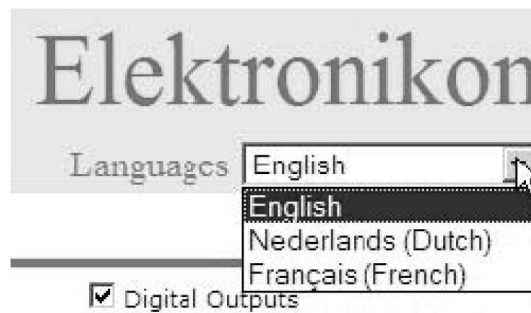 Elektronikon
Languages English
English
Nederlands (Dutch)
Français (French)
Digital Outputs